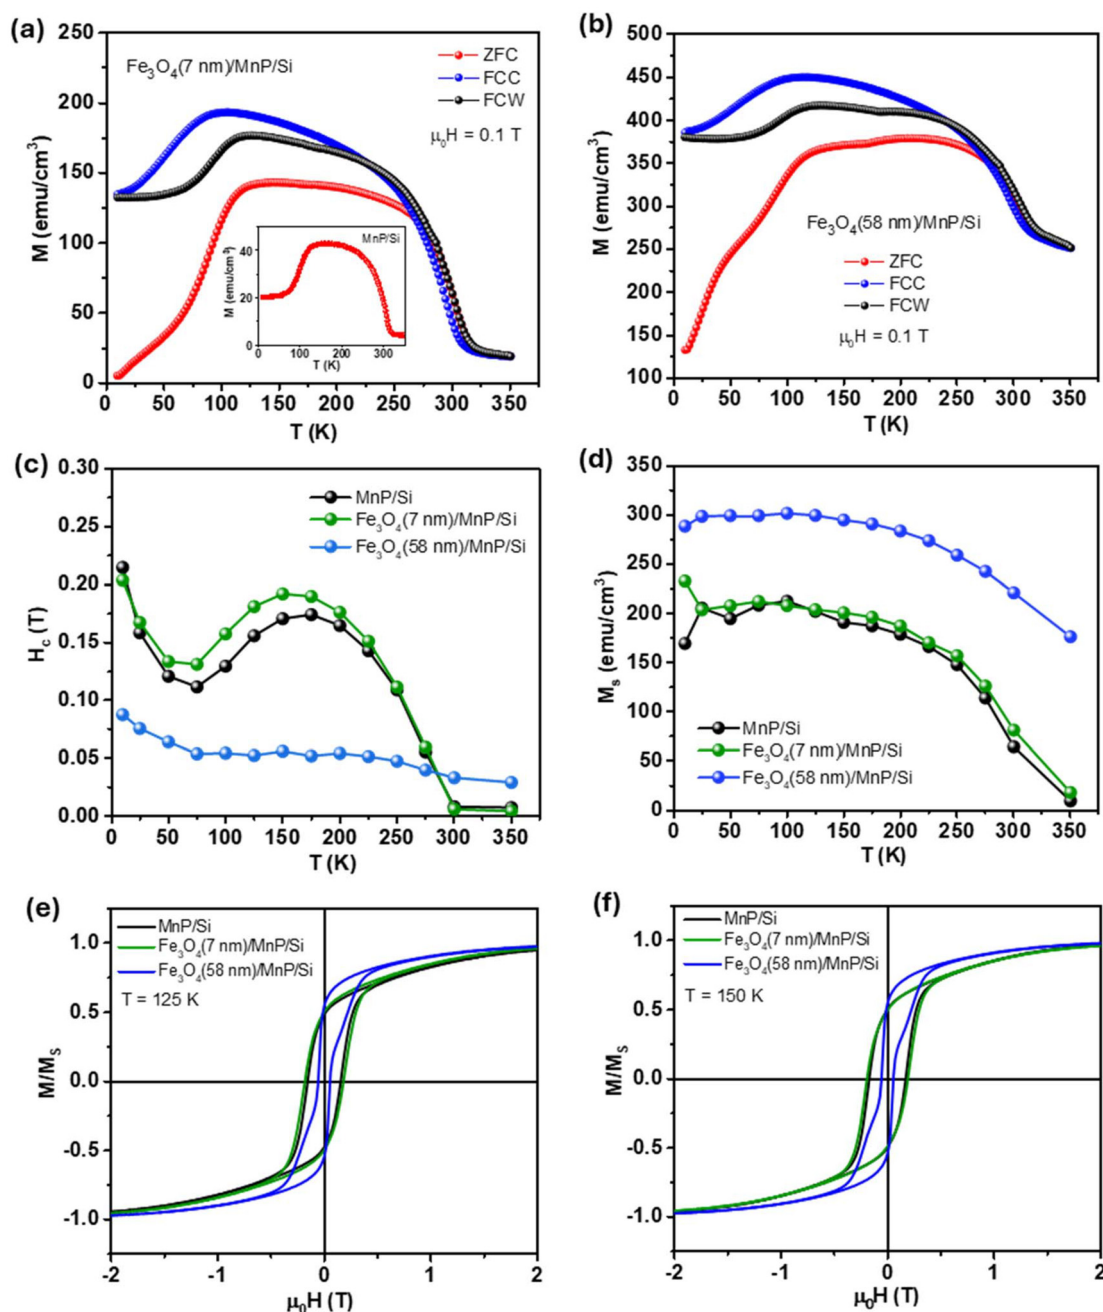 (a)
Fe₃O₄(7 nm)/MnP/Si
ZFC
FCC
FCW
μ₀H = 0.1 T
M (emu/cm³)
250
200
150
100
50
0
0 50 100 150 200 250 300 350
T (K)
MnP/Si
M (emu/cm³)
40
20
0
0 100 200 300
T (K)
(b)
M (emu/cm³)
500
450
400
350
300
250
200
150
100
Fe₃O₄(58 nm)/MnP/Si
ZFC
FCC
FCW
μ₀H = 0.1 T
0 50 100 150 200 250 300 350
T (K)
(c)
H_c (T)
0.30
0.25
0.20
0.15
0.10
0.05
0.00
MnP/Si
Fe₃O₄(7 nm)/MnP/Si
Fe₃O₄(58 nm)/MnP/Si
0 50 100 150 200 250 300 350
T (K)
(d)
M_s (emu/cm³)
350
300
250
200
150
100
50
0
MnP/Si
Fe₃O₄(7 nm)/MnP/Si
Fe₃O₄(58 nm)/MnP/Si
0 50 100 150 200 250 300 350
T (K)
(e)
MnP/Si
Fe₃O₄(7 nm)/MnP/Si
Fe₃O₄(58 nm)/MnP/Si
T = 125 K
M/M_S
1.0
0.5
0.0
-0.5
-1.0
-2 -1 0 1 2
μ₀H (T)
(f)
MnP/Si
Fe₃O₄(7 nm)/MnP/Si
Fe₃O₄(58 nm)/MnP/Si
T = 150 K
M/M_S
1.0
0.5
0.0
-0.5
-1.0
-2 -1 0 1 2
μ₀H (T)